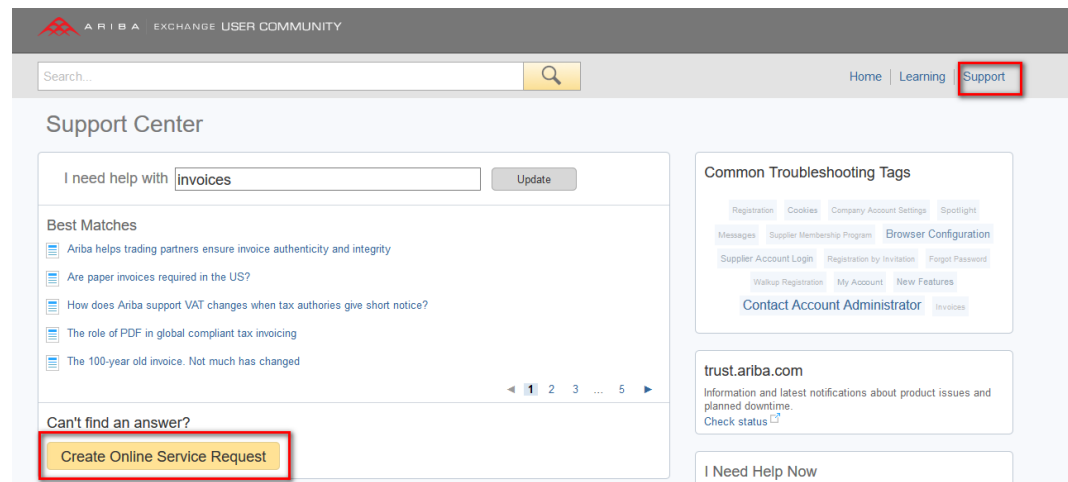 ARIBA EXCHANGE USER COMMUNITY
Search...
Home Learning Support
Support Center
I need help with invoices Update
Best Matches
Ariba helps trading partners ensure invoice authenticity and integrity
Are paper invoices required in the US?
How does Ariba support VAT changes when tax authories give short notice?
The role of PDF in global compliant tax invoicing
The 100-year old invoice. Not much has changed
1 2 3 ... 5
Can't find an answer?
Create Online Service Request
Common Troubleshooting Tags
Registration Cookies Company Account Settings Spotlight
Messages Supplier Membership Program Browser Configuration
Supplier Account Login Registration by Invitation Forgot Password
Walkup Registration My Account New Features
Contact Account Administrator Invoices
trust.ariba.com
Information and latest notifications about product issues and
planned downtime.
Check status
I Need Help Now